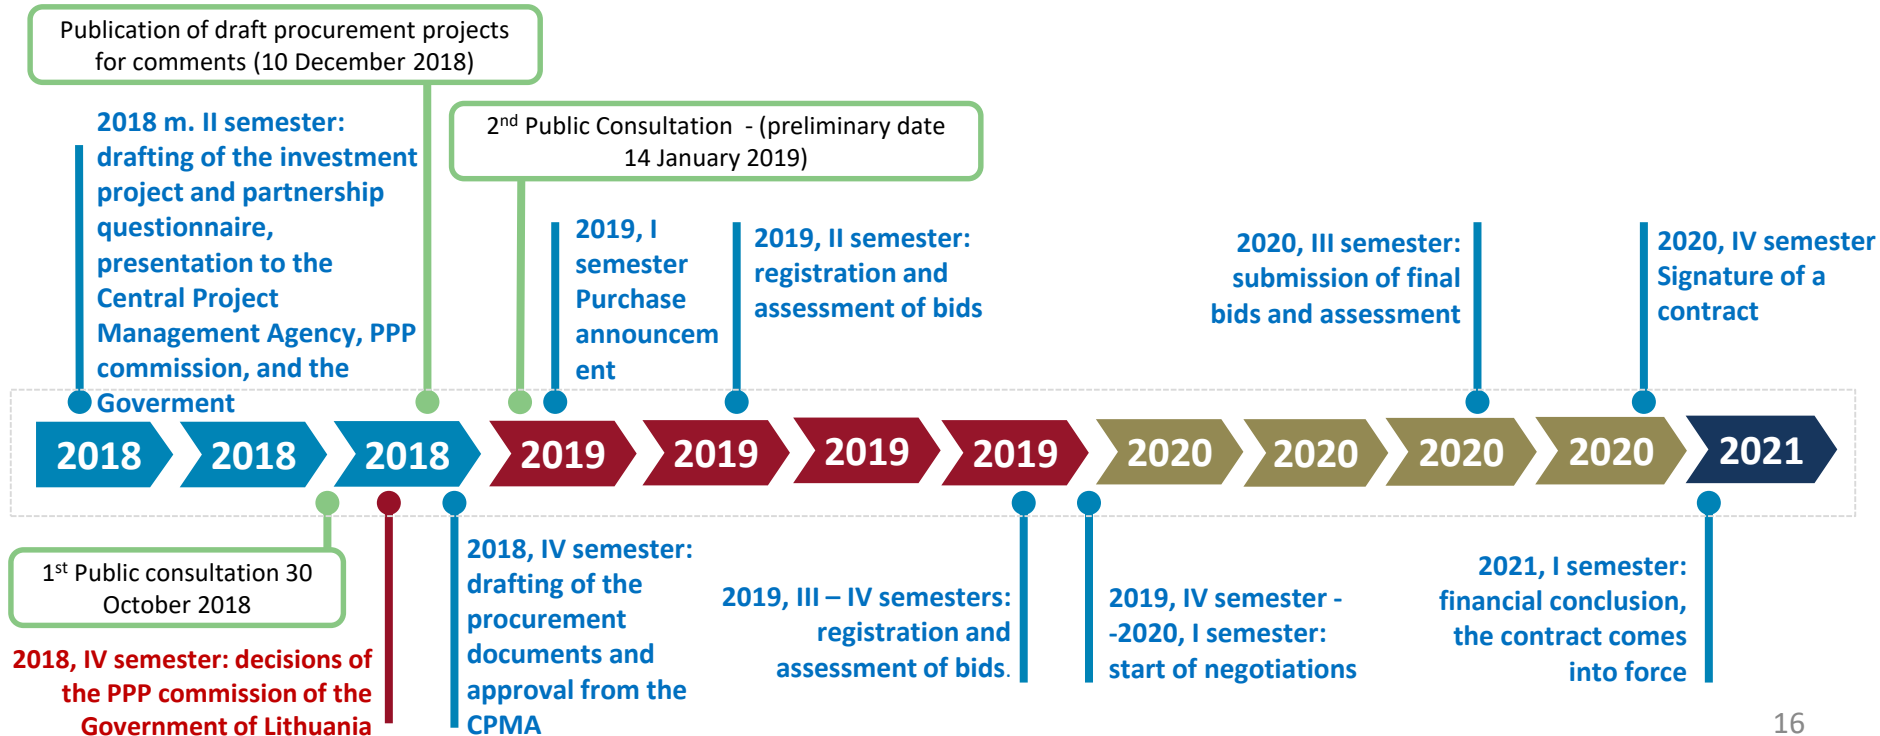 Publication of draft procurement projects
for comments (10 December 2018)
2018 m. II semester:
drafting of the investment
project and partnership
questionnaire,
presentation to the
Central Project
Management Agency, PPP
commission, and the
Goverment
2nd Public Consultation - (preliminary date
14 January 2019)
2019, I
semester
Purchase
announcem
ent
2019, II semester:
registration and
assessment of bids
2020, III semester:
submission of final
bids and assessment
2020, IV semester
Signature of a
contract
2018 2018 2018 2019 2019 2019 2019 2020 2020 2020 2020 2021
1st Public consultation 30
October 2018
2018, IV semester: decisions of
the PPP commission of the
Government of Lithuania
2018, IV semester:
drafting of the
procurement
documents and
approval from the
CPMA
2019, III – IV semesters:
registration and
assessment of bids.
2019, IV semester -
-2020, I semester:
start of negotiations
2021, I semester:
financial conclusion,
the contract comes
into force
16